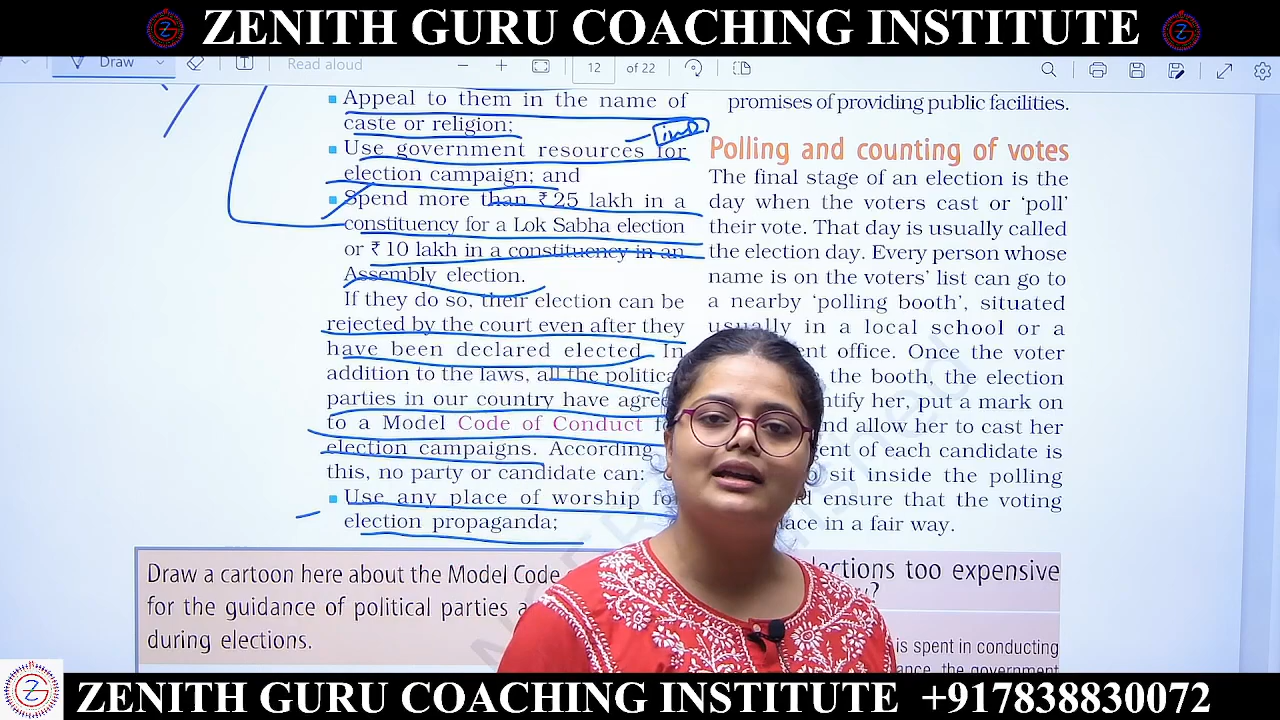 ZENITH GURU COACHING INSTITUTE
Draw
Read aloud
12
of 22
Appeal to them in the name of
caste or religion;
Use government resources for
election campaign; and
Spend more than ₹ 25 lakh in a
constituency for a Lok Sabha election
or ₹ 10 lakh in a constituency in an
Assembly election.
If they do so, their election can be
rejected by the court even after they
have been declared elected. In
addition to the laws, all the politica
parties in our country have agree
to a Model Code of Conduct f
election campaigns. According
this, no party or candidate can:
Use any place of worship for
election propaganda;
promises of providing public facilities.
Polling and counting of votes
The final stage of an election is the
day when the voters cast or ‘poll’
their vote. That day is usually called
the election day. Every person whose
name is on the voters’ list can go to
a nearby ‘polling booth’, situated
usually in a local school or a
ent office. Once the voter
the booth, the election
ntify her, put a mark on
nd allow her to cast her
gent of each candidate is
sit inside the polling
ensure that the voting
lace in a fair way.
Draw a cartoon here about the Model Code
for the guidance of political parties a
during elections.
lections too expensive
y?
is spent in conducting
ance, the government
ZENITH GURU COACHING INSTITUTE +917838830072